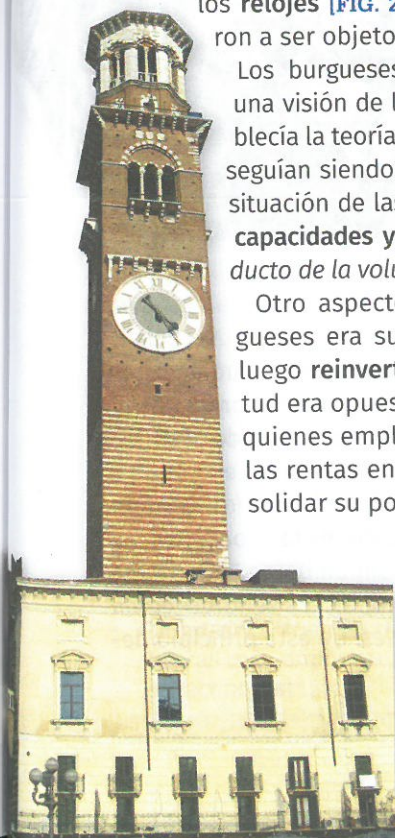 los relojes [FIG. 2
ron a ser objeto
Los burgueses
una visión de l
blecía la teoría
seguían siendo
situación de las
capacidades y
ducto de la volu
Otro aspecto
gueses era su
luego reinvert
tud era opues
quienes empl
las rentas en
solidar su po